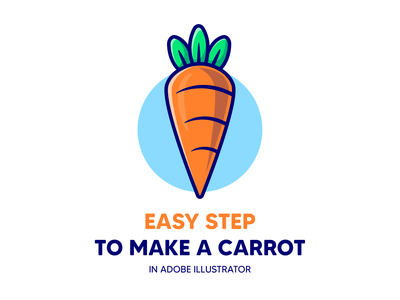 EASY STEP
TO MAKE A CARROT
IN ADOBE ILLUSTRATOR